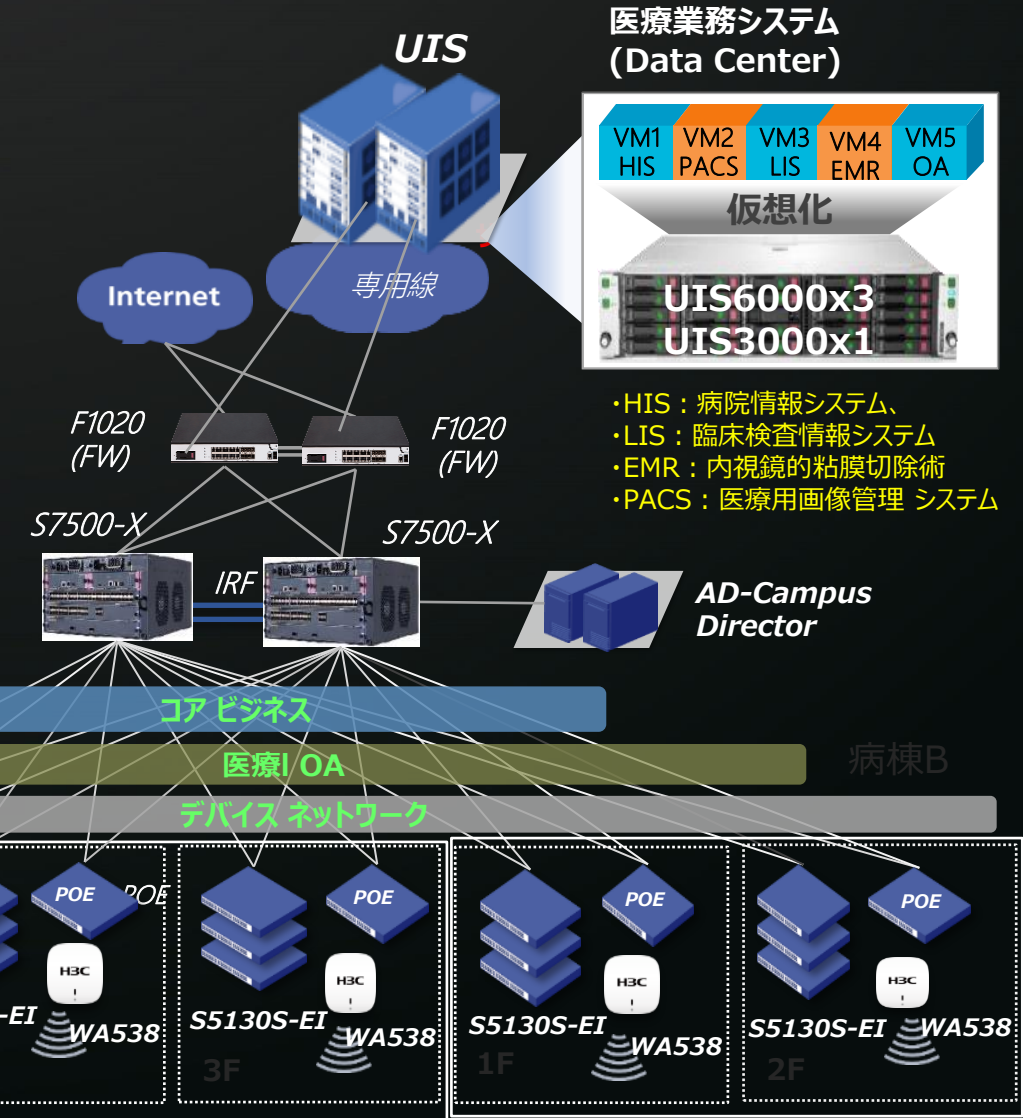 医療業務システム
(Data Center)
UIS
VM1
HIS
VM2
PACS
VM3
LIS
VM4
EMR
VM5
OA
仮想化
UIS6000x3
UIS3000x1
Internet
専用線
・HIS：病院情報システム、
・LIS：臨床検査情報システム
・EMR：内視鏡的粘膜切除術
・PACS：医療用画像管理 システム
F1020
(FW)
F1020
(FW)
S7500-X
S7500-X
IRF
AD-Campus
Director
コア ビジネス
医療l OA
病棟B
デバイス ネットワーク
POE
POE
POE
POE
POE
H3C
H3C
H3C
H3C
-EI
WA538
S5130S-EI
WA538
S5130S-EI
WA538
S5130S-EI
WA538
3F
1F
2F